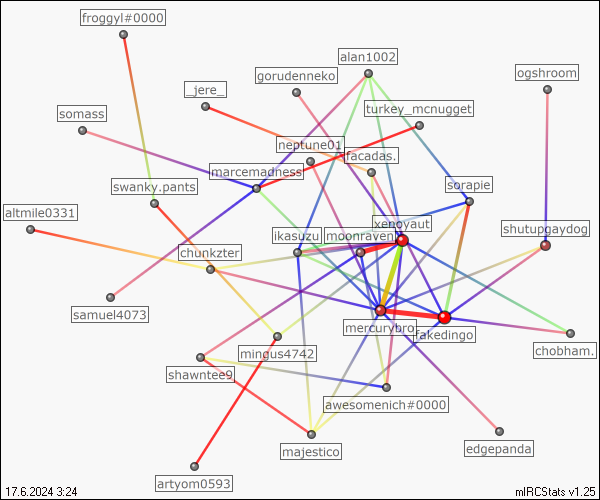 froggyl#0000
alan1002
gorudenneko
ogshroom
_jere_
somass
turkey_mcnugget
neptune01
facadas.
marcemadness
swanky.pants
sorapie
altmile0331
xengyaut
ikasuzu
moonraven
shutupgaydog
chunkzter
samuel4073
mercurybro
fakedingo
mingus4742
chobham.
shawntee9
awesomenich#0000
majestico
edgepanda
artyom0593
17.6.2024 3:24
mIRCStats v1.25